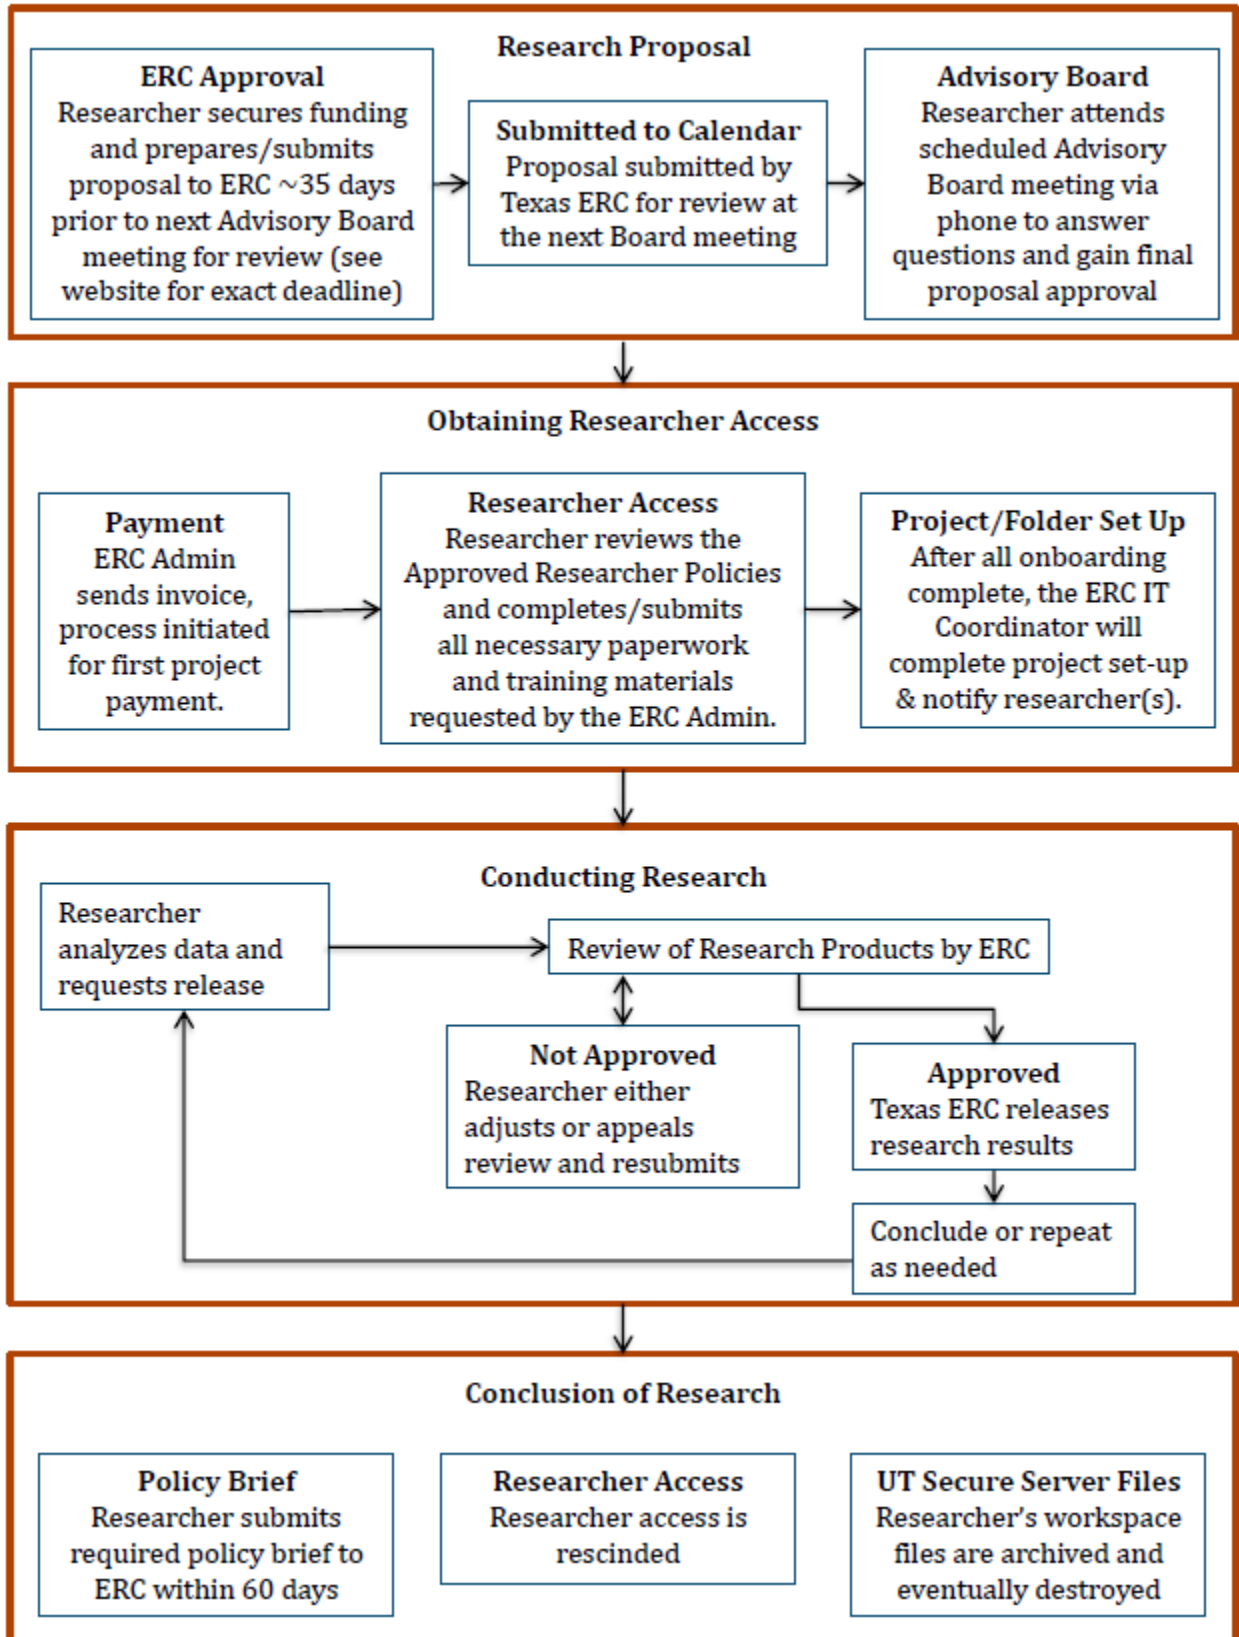 Research Proposal
ERC Approval
Researcher secures funding
and prepares/submits
proposal to ERC ~35 days
prior to next Advisory Board
meeting for review (see
website for exact deadline)
Submitted to Calendar
Proposal submitted by
Texas ERC for review at
the next Board meeting
Advisory Board
Researcher attends
scheduled Advisory
Board meeting via
phone to answer
questions and gain final
proposal approval
Obtaining Researcher Access
Payment
ERC Admin
sends invoice,
process initiated
for first project
payment.
Researcher Access
Researcher reviews the
Approved Researcher Policies
and completes/submits
all necessary paperwork
and training materials
requested by the ERC Admin.
Project/Folder Set Up
After all onboarding
complete, the ERC IT
Coordinator will
complete project set-up
& notify researcher(s).
Conducting Research
Researcher
analyzes data and
requests release
Review of Research Products by ERC
Not Approved
Researcher either
adjusts or appeals
review and resubmits
Approved
Texas ERC releases
research results
Conclude or repeat
as needed
Conclusion of Research
Policy Brief
Researcher submits
required policy brief to
ERC within 60 days
Researcher Access
Researcher access is
rescinded
UT Secure Server Files
Researcher's workspace
files are archived and
eventually destroyed